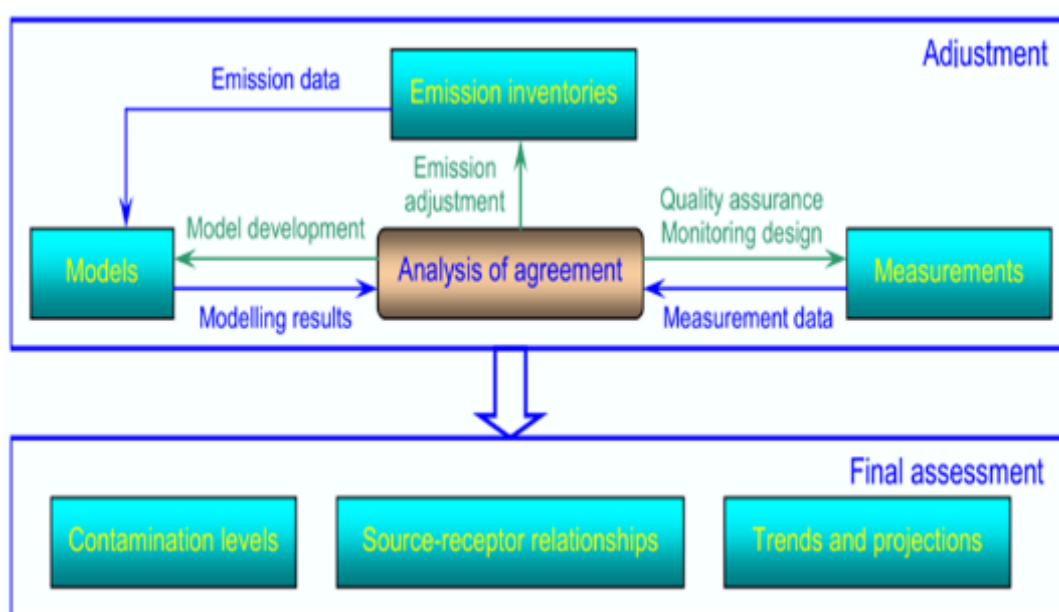 Adjustment
Emission data
Emission inventories
Emission
adjustment
Quality assurance
Monitoring design
Model development
Models
Analysis of agreement
Measurements
Modelling results
Measurement data
Final assessment
Contamination levels
Source-receptor relationships
Trends and projections